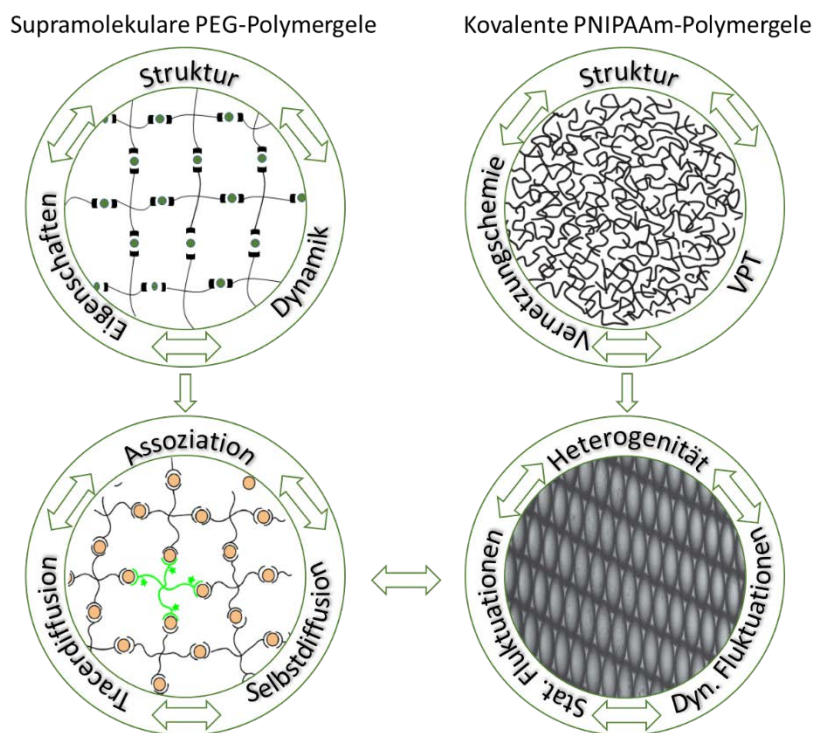 Supramolekulare PEG-Polymergele
Kovalente PNIPAAm-Polymergele
Struktur
Eigenschaften
Dynamik
Struktur
Vernetzungschemie
VPT
Assoziation
Tracerdiffusion
Selbstdiffusion
Heterogenität
Stat. Fluktuationen
Dyn. Fluktuationen